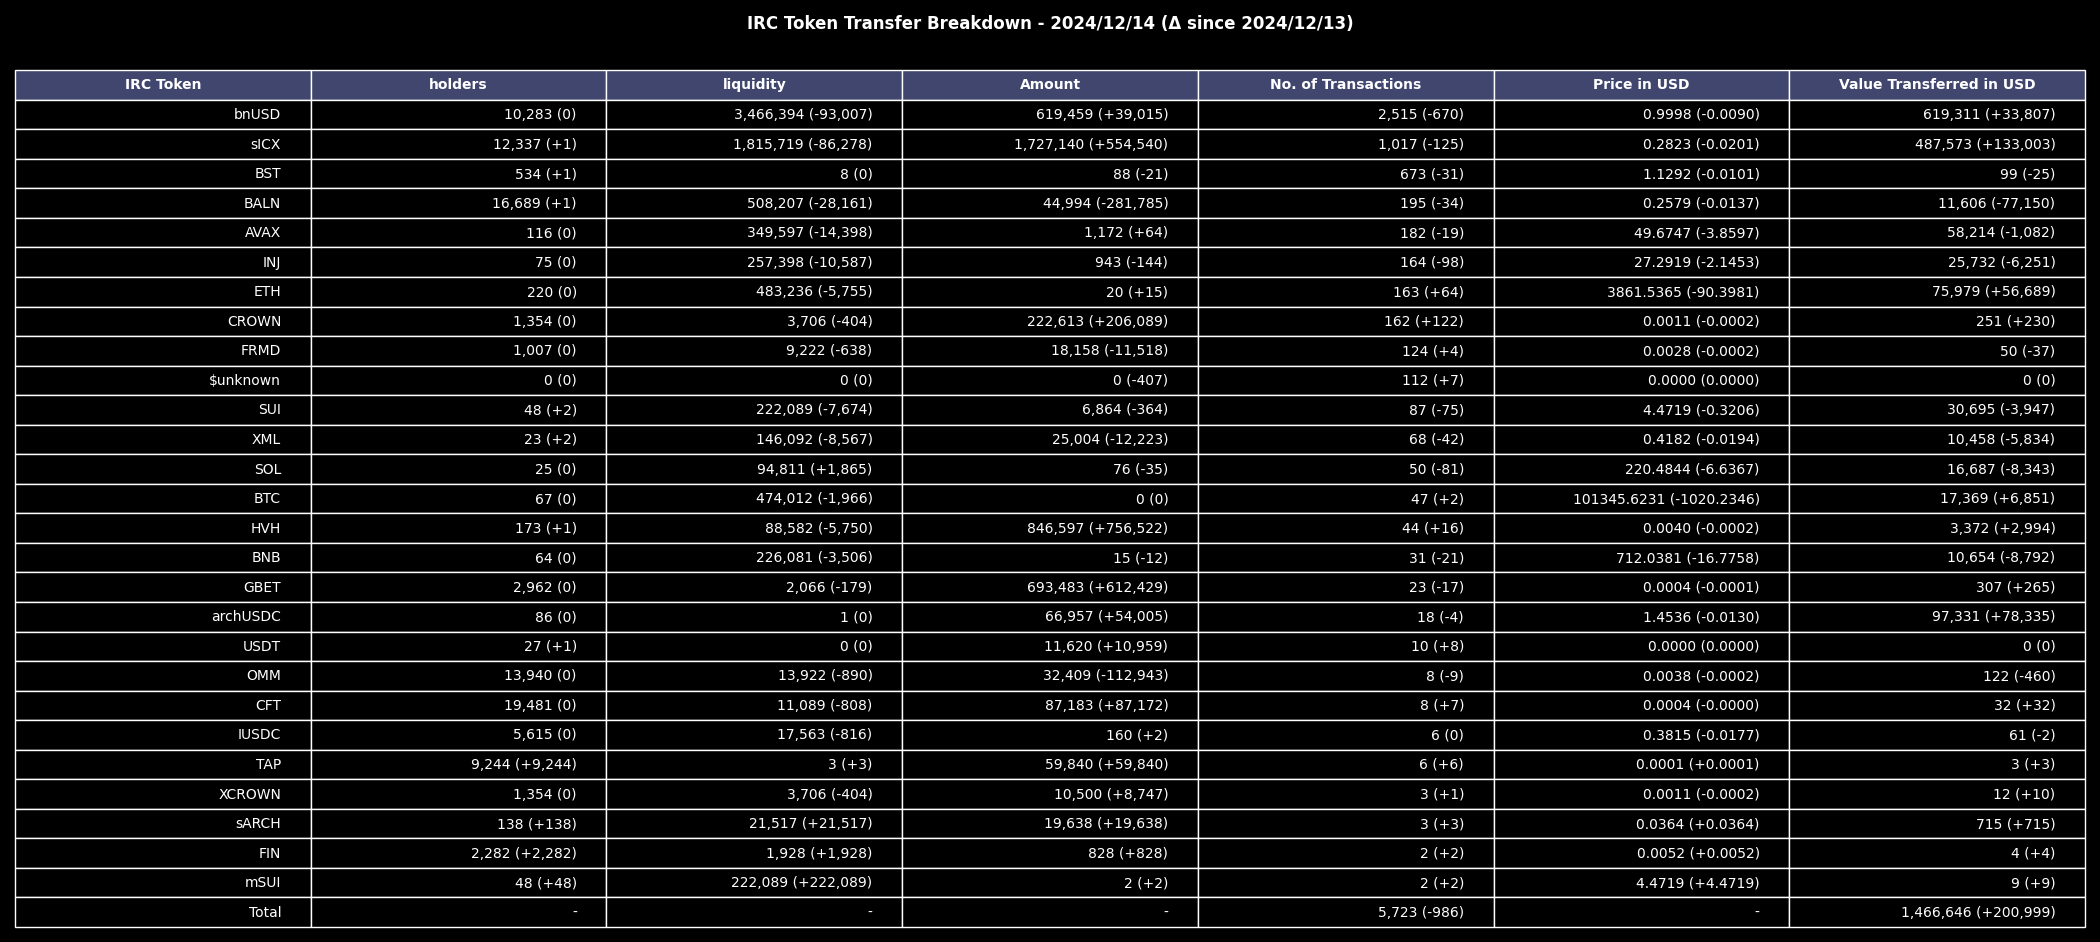 IRC Token Transfer Breakdown - 2024/12/14 (Δ since 2024/12/13)
IRC Token holders liquidity Amount No. of Transactions Price in USD Value Transferred in USD
bnUSD 10,283 (0) 3,466,394 (-93,007) 619,459 (+39,015) 2,515 (-670) 0.9998 (-0.0090) 619,311 (+33,807)
sICX 12,337 (+1) 1,815,719 (-86,278) 1,727,140 (+554,540) 1,017 (-125) 0.2823 (-0.0201) 487,573 (+133,003)
BST 534 (+1) 8 (0) 88 (-21) 673 (-31) 1.1292 (-0.0101) 99 (-25)
BALN 16,689 (+1) 508,207 (-28,161) 44,994 (-281,785) 195 (-34) 0.2579 (-0.0137) 11,606 (-77,150)
AVAX 116 (0) 349,597 (-14,398) 1,172 (+64) 182 (-19) 49.6747 (-3.8597) 58,214 (-1,082)
INJ 75 (0) 257,398 (-10,587) 943 (-144) 164 (-98) 27.2919 (-2.1453) 25,732 (-6,251)
ETH 220 (0) 483,236 (-5,755) 20 (+15) 163 (+64) 3861.5365 (-90.3981) 75,979 (+56,689)
CROWN 1,354 (0) 3,706 (-404) 222,613 (+206,089) 162 (+122) 0.0011 (-0.0002) 251 (+230)
FRMD 1,007 (0) 9,222 (-638) 18,158 (-11,518) 124 (+4) 0.0028 (-0.0002) 50 (-37)
$unknown 0 (0) 0 (0) 0 (-407) 112 (+7) 0.0000 (0.0000) 0 (0)
SUI 48 (+2) 222,089 (-7,674) 6,864 (-364) 87 (-75) 4.4719 (-0.3206) 30,695 (-3,947)
XML 23 (+2) 146,092 (-8,567) 25,004 (-12,223) 68 (-42) 0.4182 (-0.0194) 10,458 (-5,834)
SOL 25 (0) 94,811 (+1,865) 76 (-35) 50 (-81) 220.4844 (-6.6367) 16,687 (-8,343)
BTC 67 (0) 474,012 (-1,966) 0 (0) 47 (+2) 101345.6231 (-1020.2346) 17,369 (+6,851)
HVH 173 (+1) 88,582 (-5,750) 846,597 (+756,522) 44 (+16) 0.0040 (-0.0002) 3,372 (+2,994)
BNB 64 (0) 226,081 (-3,506) 15 (-12) 31 (-21) 712.0381 (-16.7758) 10,654 (-8,792)
GBET 2,962 (0) 2,066 (-179) 693,483 (+612,429) 23 (-17) 0.0004 (-0.0001) 307 (+265)
archUSDC 86 (0) 1 (0) 66,957 (+54,005) 18 (-4) 1.4536 (-0.0130) 97,331 (+78,335)
USDT 27 (+1) 0 (0) 11,620 (+10,959) 10 (+8) 0.0000 (0.0000) 0 (0)
OMM 13,940 (0) 13,922 (-890) 32,409 (-112,943) 8 (-9) 0.0038 (-0.0002) 122 (-460)
CFT 19,481 (0) 11,089 (-808) 87,183 (+87,172) 8 (+7) 0.0004 (-0.0000) 32 (+32)
IUSDC 5,615 (0) 17,563 (-816) 160 (+2) 6 (0) 0.3815 (-0.0177) 61 (-2)
TAP 9,244 (+9,244) 3 (+3) 59,840 (+59,840) 6 (+6) 0.0001 (+0.0001) 3 (+3)
XCROWN 1,354 (0) 3,706 (-404) 10,500 (+8,747) 3 (+1) 0.0011 (-0.0002) 12 (+10)
sARCH 138 (+138) 21,517 (+21,517) 19,638 (+19,638) 3 (+3) 0.0364 (+0.0364) 715 (+715)
FIN 2,282 (+2,282) 1,928 (+1,928) 828 (+828) 2 (+2) 0.0052 (+0.0052) 4 (+4)
mSUI 48 (+48) 222,089 (+222,089) 2 (+2) 2 (+2) 4.4719 (+4.4719) 9 (+9)
Total - - - 5,723 (-986) - 1,466,646 (+200,999)